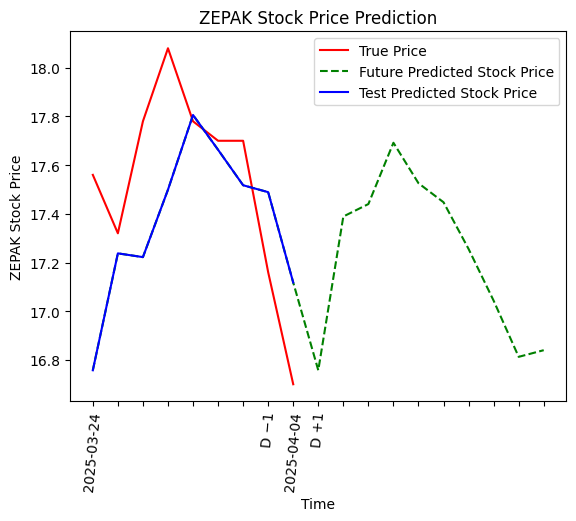 ZEPAK Stock Price Prediction
True Price
Future Predicted Stock Price
Test Predicted Stock Price
ZEPAK Stock Price
18.0
17.8
17.6
17.4
17.2
17.0
16.8
2025-03-24
D −1
2025-04-04
D +1
Time